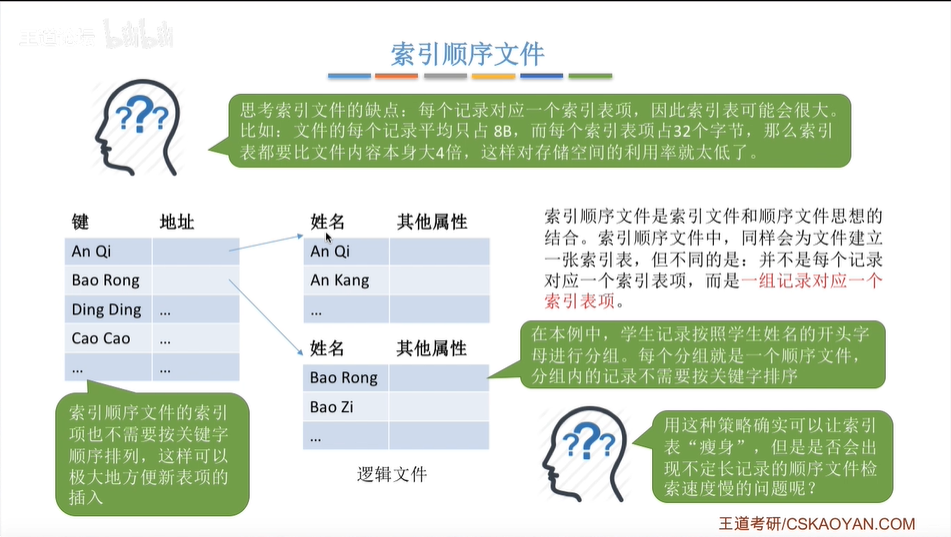 bilibili
索引顺序文件
思考索引文件的缺点：每个记录对应一个索引表项，因此索引表可能会很大。
比如：文件的每个记录平均只占 8B，而每个索引表项占32个字节，那么索引
表都要比文件内容本身大4倍，这样对存储空间的利用率就太低了。
???
键 地址
An Qi
Bao Rong
Ding Ding ...
Cao Cao ...
... ...
姓名 其他属性
An Qi
An Kang
...
姓名 其他属性
Bao Rong
Bao Zi
...
逻辑文件
索引顺序文件是索引文件和顺序文件思想的
结合。索引顺序文件中，同样会为文件建立
一张索引表，但不同的是：并不是每个记录
对应一个索引表项，而是一组记录对应一个
索引表项。
在本例中，学生记录按照学生姓名的开头字
母进行分组。每个分组就是一个顺序文件，
分组内的记录不需要按关键字排序
索引顺序文件的索引
项也不需要按关键字
顺序排列，这样可以
极大地方便新表项的
插入
???
用这种策略确实可以让索引
表“瘦身”，但是是否会出
现不定长记录的顺序文件检
索速度慢的问题呢？
王道考研/CSKAOYAN.COM